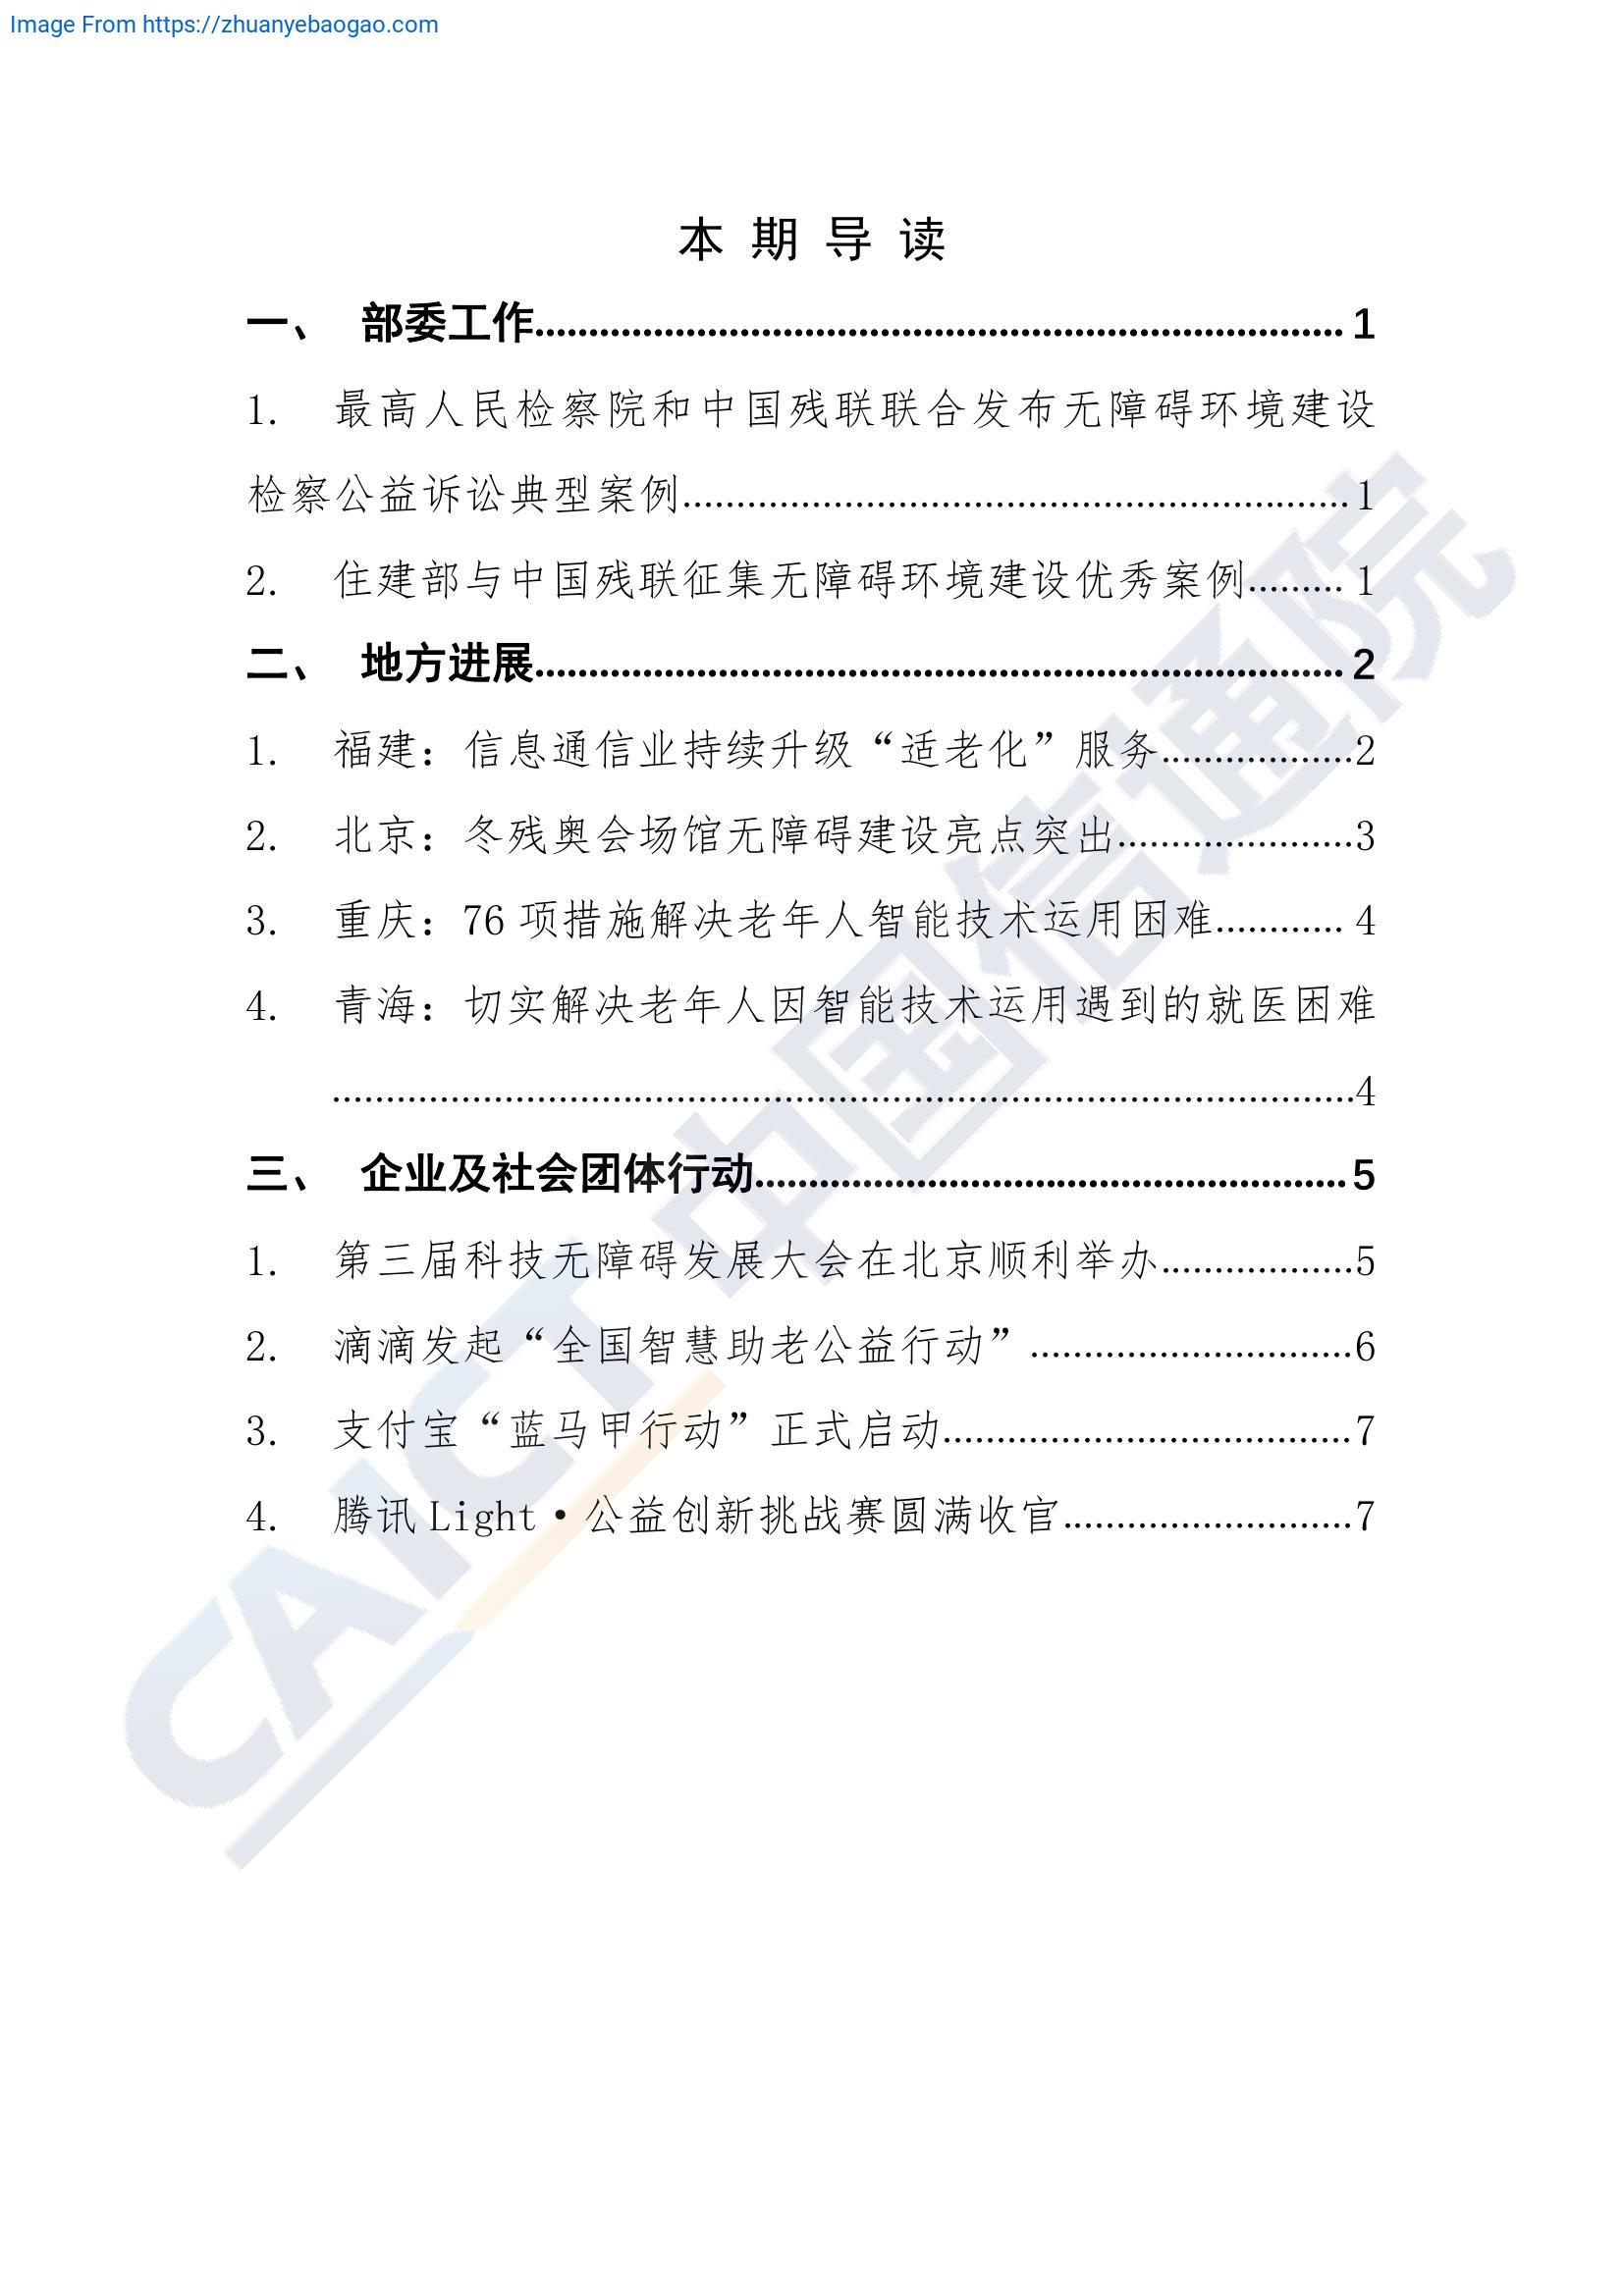 Image From https://zhuanyebaogao.com
本 期 导 读
一、 部委工作........................................................................... 1
1. 最高人民检察院和中国残联联合发布无障碍环境建设
检察公益诉讼典型案例.............................................................. 1
2. 住建部与中国残联征集无障碍环境建设优秀案例......... 1
二、 地方进展........................................................................... 2
1. 福建：信息通信业持续升级“适老化”服务..................2
2. 北京：冬残奥会场馆无障碍建设亮点突出......................3
3. 重庆：76 项措施解决老年人智能技术运用困难............ 4
4. 青海：切实解决老年人因智能技术运用遇到的就医困难
...............................................................................................4
三、 企业及社会团体行动....................................................... 5
1. 第三届科技无障碍发展大会在北京顺利举办..................5
2. 滴滴发起“全国智慧助老公益行动”..............................6
3. 支付宝“蓝马甲行动”正式启动......................................7
4. 腾讯 Light·公益创新挑战赛圆满收官...........................7
CAICT 中国信通院